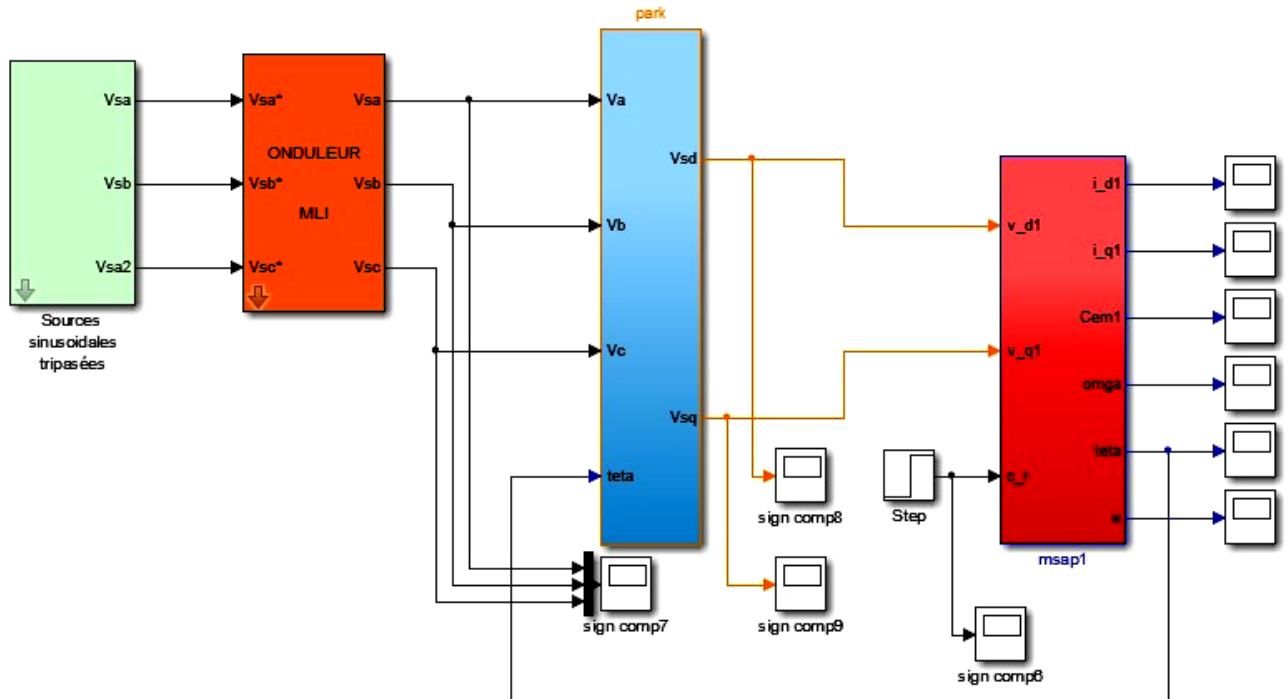 park
Vsa
Vsb
Vsa2
Sources
sinusoidales
tripasées
Vsa*
Vsb*
Vsc*
ONDULEUR
MLI
Vsa
Vsb
Vsc
Va
Vb
Vc
teta
Vsd
Vsq
sign comp7
sign comp8
sign comp9
Step
sign comp6
v_d1
v_q1
c_r
i_d1
i_q1
Cem1
omga
teta
w
msap1